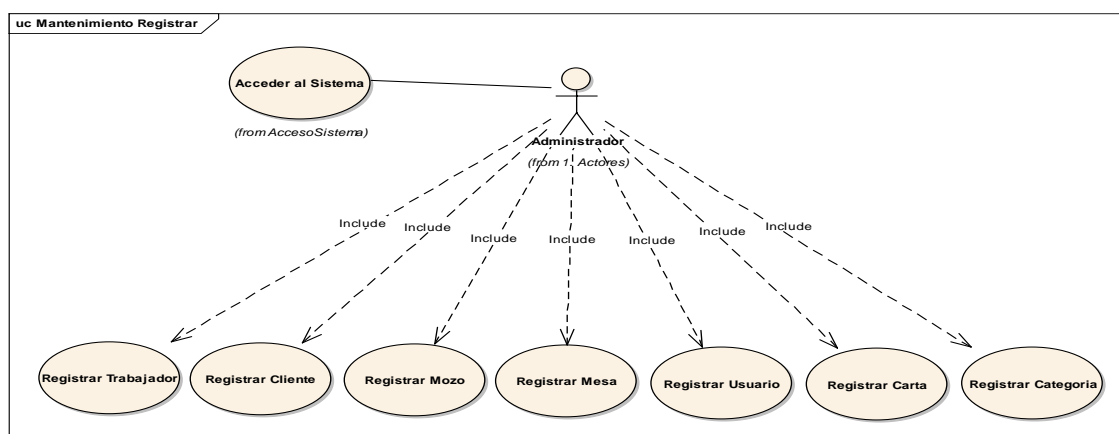 uc Mantenimiento Registrar
Acceder al Sistema
(from AccesoSistema)
Administrador
(from 1. Actores)
Include
Include
Include
Include
Include
Include
Include
Registrar Trabajador
Registrar Cliente
Registrar Mozo
Registrar Mesa
Registrar Usuario
Registrar Carta
Registrar Categoria